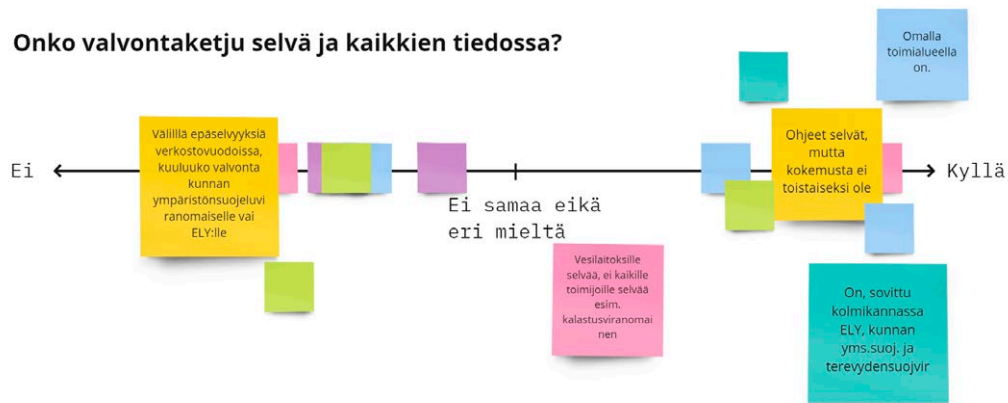 Onko valvontaketju selvä ja kaikkien tiedossa?
Omalla
toimialueella
on.
Välilllä epäselvyyksiä
verkostovuodoissa,
kuuluuko valvonta
kunnan
ympäristönsuojeluvi
ranomaiselle vai
ELY:lle
Ohjeet selvät,
mutta
kokemusta ei
toistaiseksi ole
Ei
Kyllä
Ei samaa eikä
eri mieltä
Vesilaitoksille
selvää, ei kaikille
toimijoille selvää
esim.
kalastusviranomai
nen
On, sovittu
kolmikannassa
ELY, kunnan
yms.suoj. ja
terevydensuojvir